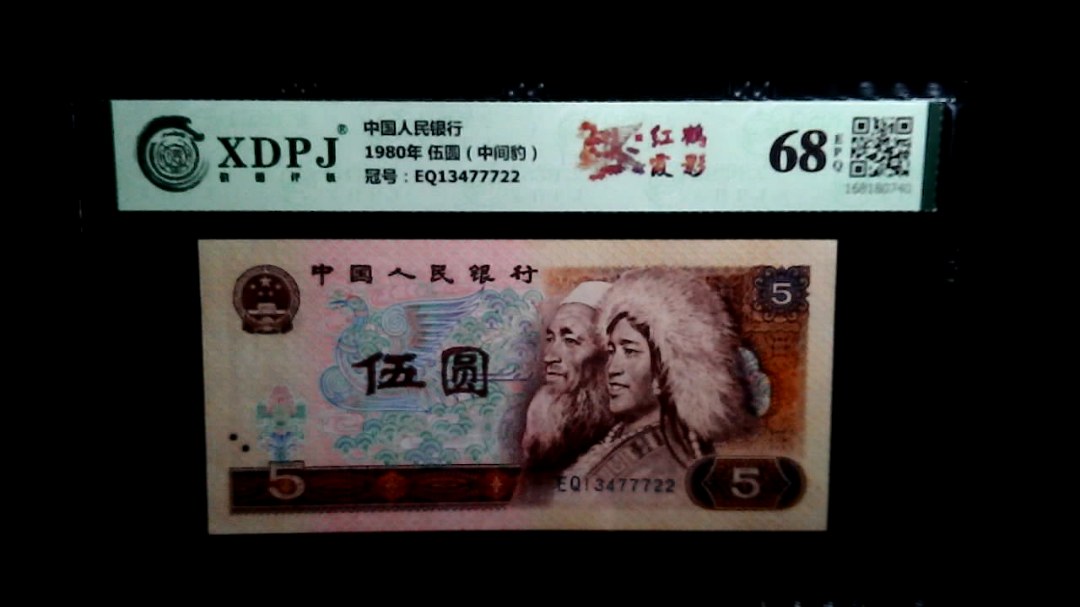 XDPJ®
中国人民银行
1980年 伍圆（中间豹）
冠号：EQ13477722
红鹤
霞影
68
EPQ
中国人民银行
5
伍圆
5
EQ13477722
5